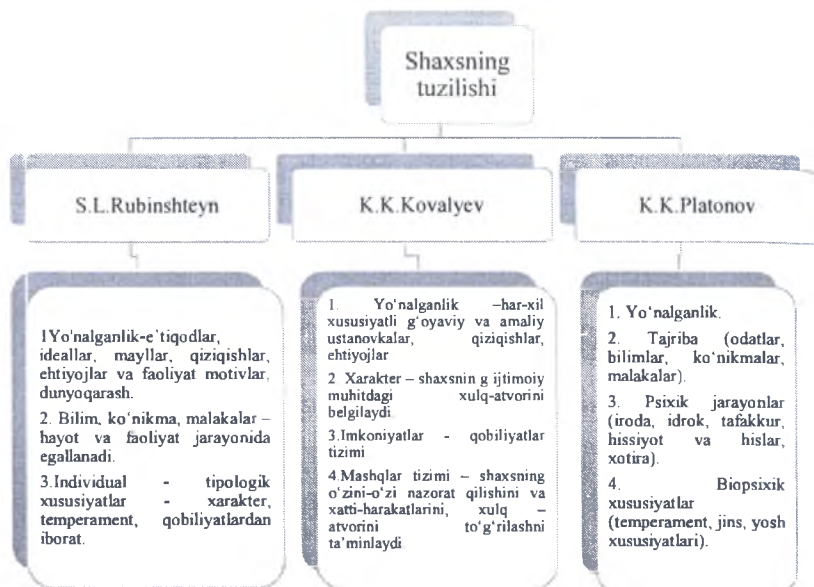 Shaxsning
tuzilishi
S.L.Rubinshteyn
K.K.Kovalyev
K.K.Platonov
1Yo'nalganlik-e`tiqodlar,
ideallar, mayllar, qiziqishlar,
ehtiyojlar va faoliyat motivlar,
dunyoqarash.
2. Bilim, ko'nikma, malakalar –
hayot va faoliyat jarayonida
egallanadi.
3.Individual - tipologik
xususiyatlar - xarakter,
temperament, qobiliyatlardan
iborat.
1. Yo'nalganlik –har-xil
xususiyatli g'oyaviy va amaliy
ustanovkalar, qiziqishlar,
ehtiyojlar
2 Xarakter – shaxsnin g ijtimoiy
muhitdagi xulq-atvorini
belgilaydi.
3.Imkoniyatlar - qobiliyatlar
tizimi
4.Mashqlar tizimi – shaxsning
o'zini-o'zi nazorat qilishini va
xatti-harakatlarini, xulq –
atvorini to'g'rilashni
ta'minlaydi
1. Yo'nalganlik.
2. Tajriba (odatlar,
bilimlar, ko'nikmalar,
malakalar).
3. Psixik jarayonlar
(iroda, idrok, tafakkur,
hissiyot va hislar,
xotira).
4. Biopsixik
xususiyatlar
(temperament, jins, yosh
xususiyatlari).